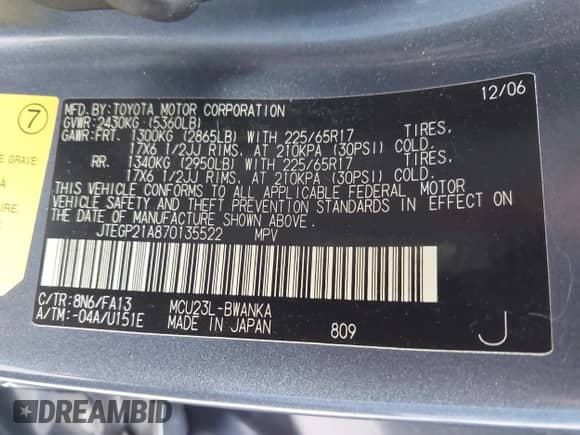 12/06
MFD.BY:TOYOTA MOTOR CORPORATION
GVWR:2430KG (5360LB)
GAWR:FRT. 1300KG (2865LB) WITH 225/65R17 TIRES,
17X6 1/2JJ RIMS, AT 210KPA (30PSI) COLD.
RR. 1340KG (2950LB) WITH 225/65R17 TIRES,
17X6 1/2JJ RIMS, AT 210KPA (30PSI) COLD.
THIS VEHICLE CONFORMS TO ALL APPLICABLE FEDERAL MOTOR
VEHICLE SAFETY AND THEFT PREVENTION STANDARDS IN EFFECT ON
THE DATE OF MANUFACTURE SHOWN ABOVE.
JTEGP21A870135522 MPV
C/TR:8N6/FA13 MCU23L-BWANKA
A/TM:-04A/U151E MADE IN JAPAN 809 J
7
E GRAVE:
À
IRE,
DREAMBID